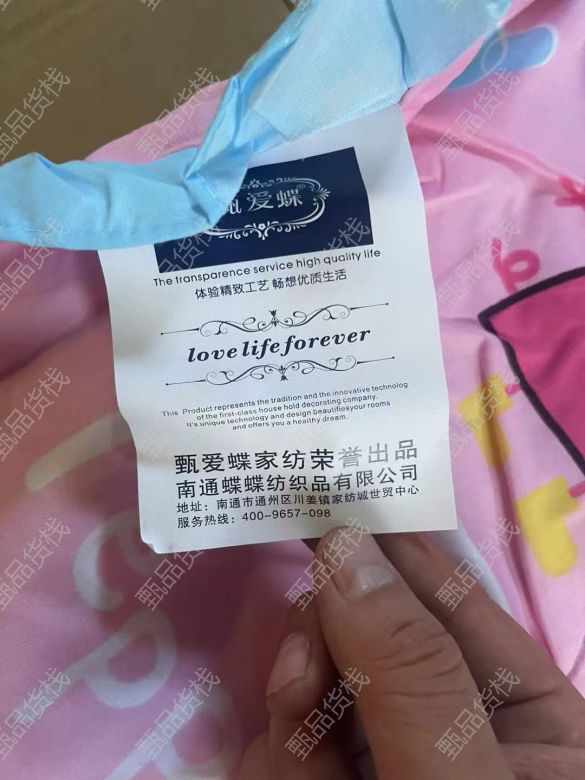 甄爱蝶®
The transparence service high quality life
体验精致工艺 畅想优质生活
love life forever
This Product represents the tradition and the innovative technolog
of the first-class house hold decorating company.
It's unique technology and design beautifiesyour rooms
and offers you a healthy dream.
甄爱蝶家纺荣誉出品
南通蝶蝶纺织品有限公司
地址：南通市通州区川姜镇家纺城世贸中心
服务热线：400-9657-098
甄品货栈